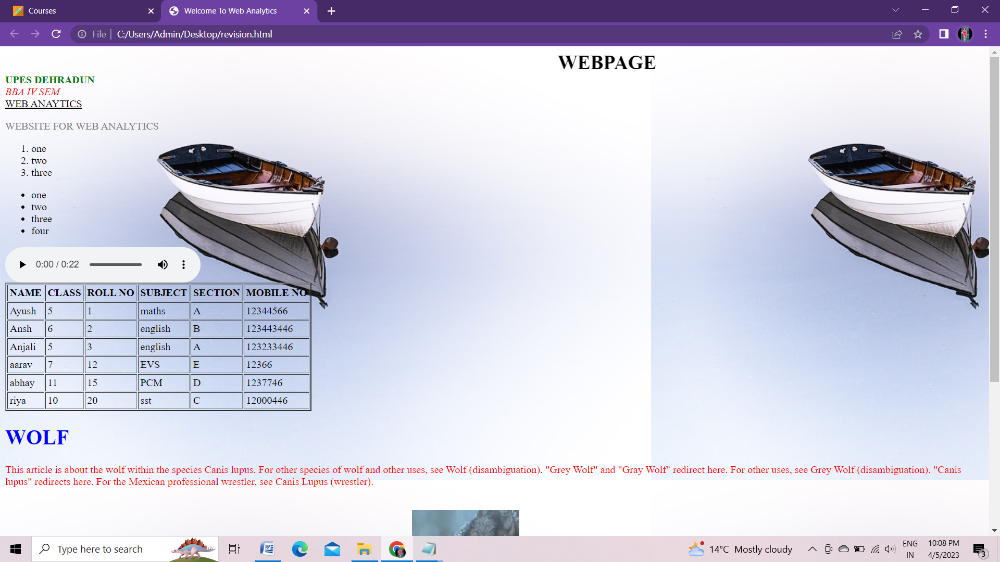 Courses
Welcome To Web Analytics
File
C:/Users/Admin/Desktop/revision.html
WEBPAGE
UPES DEHRADUN
BBA IV SEM
WEB ANAYTICS
WEBSITE FOR WEB ANALYTICS
1. one
2. two
3. three
• one
• two
• three
• four
0:00 / 0:22
NAME CLASS ROLL NO SUBJECT SECTION MOBILE NO
Ayush 5 1 maths A 12344566
Ansh 6 2 english B 123443446
Anjali 5 3 english A 123233446
aarav 7 12 EVS E 12366
abhay 11 15 PCM D 1237746
riya 10 20 sst C 12000446
WOLF
This article is about the wolf within the species Canis lupus. For other species of wolf and other uses, see Wolf (disambiguation). "Grey Wolf" and "Gray Wolf" redirect here. For other uses, see Grey Wolf (disambiguation). "Canis
lupus" redirects here. For the Mexican professional wrestler, see Canis Lupus (wrestler).
Type here to search
14°C Mostly cloudy
ENG
IN
10:08 PM
4/5/2023
3